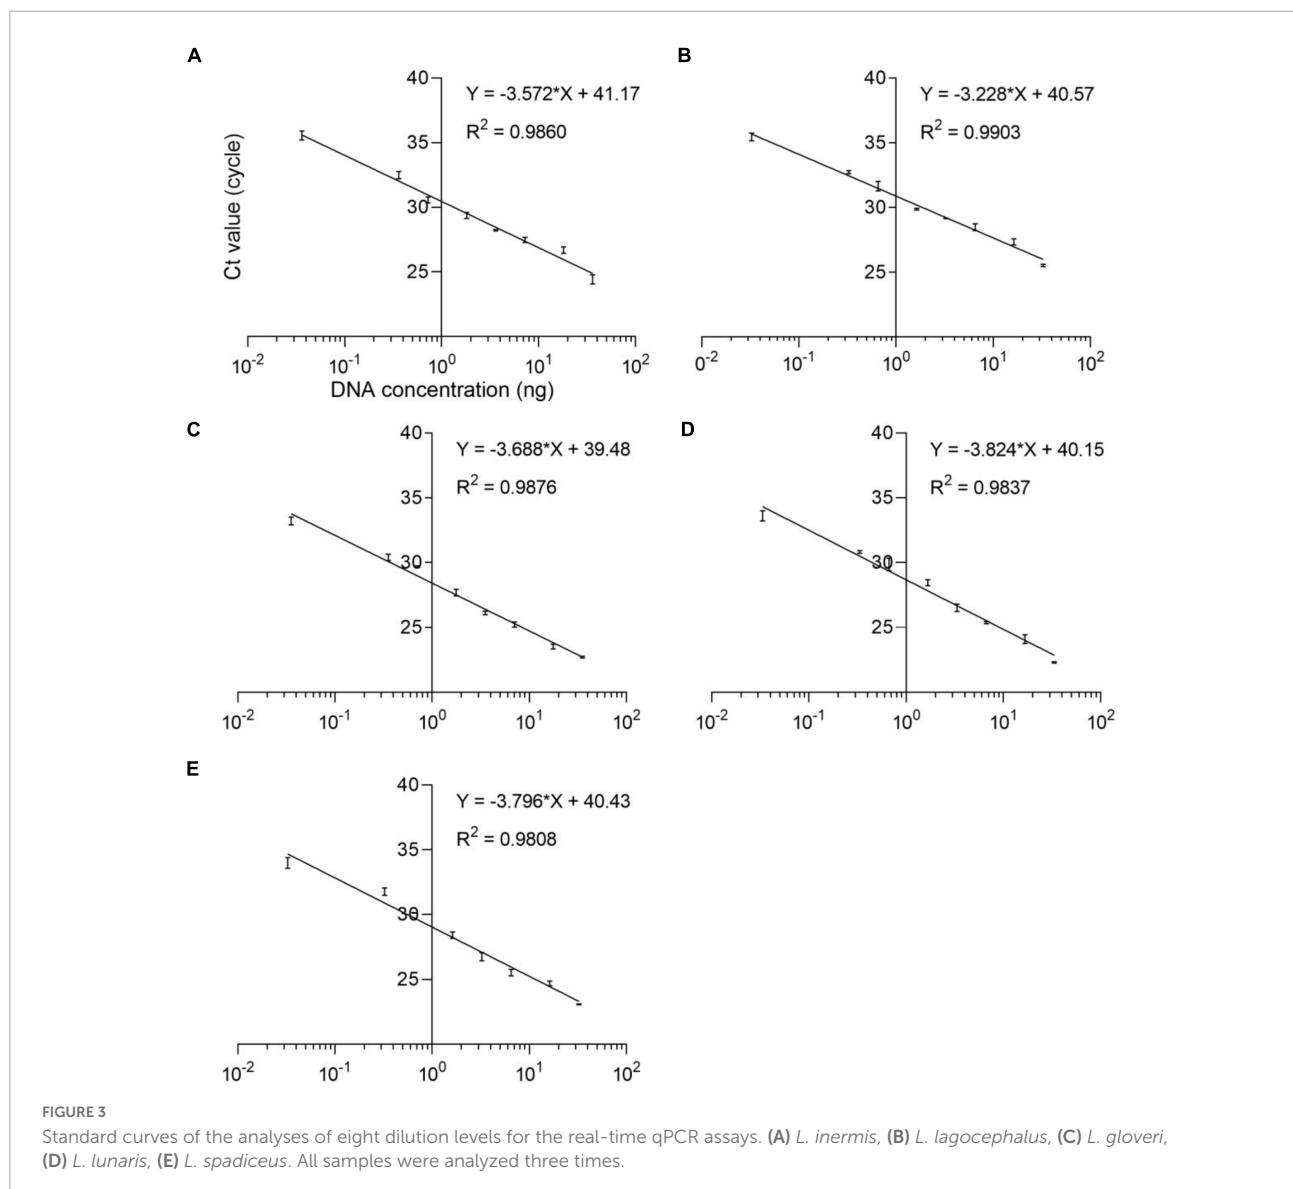 A
Y = -3.572*X + 41.17
R² = 0.9860
40
35
30
25
Ct value (cycle)
10⁻² 10⁻¹ 10⁰ 10¹ 10²
DNA concentration (ng)
B
Y = -3.228*X + 40.57
R² = 0.9903
40
35
30
25
0⁻² 10⁻¹ 10⁰ 10¹ 10²
C
Y = -3.688*X + 39.48
R² = 0.9876
40
35
30
25
10⁻² 10⁻¹ 10⁰ 10¹ 10²
D
Y = -3.824*X + 40.15
R² = 0.9837
40
35
30
25
10⁻² 10⁻¹ 10⁰ 10¹ 10²
E
Y = -3.796*X + 40.43
R² = 0.9808
40
35
30
25
10⁻² 10⁻¹ 10⁰ 10¹ 10²
FIGURE 3
Standard curves of the analyses of eight dilution levels for the real-time qPCR assays. (A) L. inermis, (B) L. lagocephalus, (C) L. gloveri,
(D) L. lunaris, (E) L. spadiceus. All samples were analyzed three times.